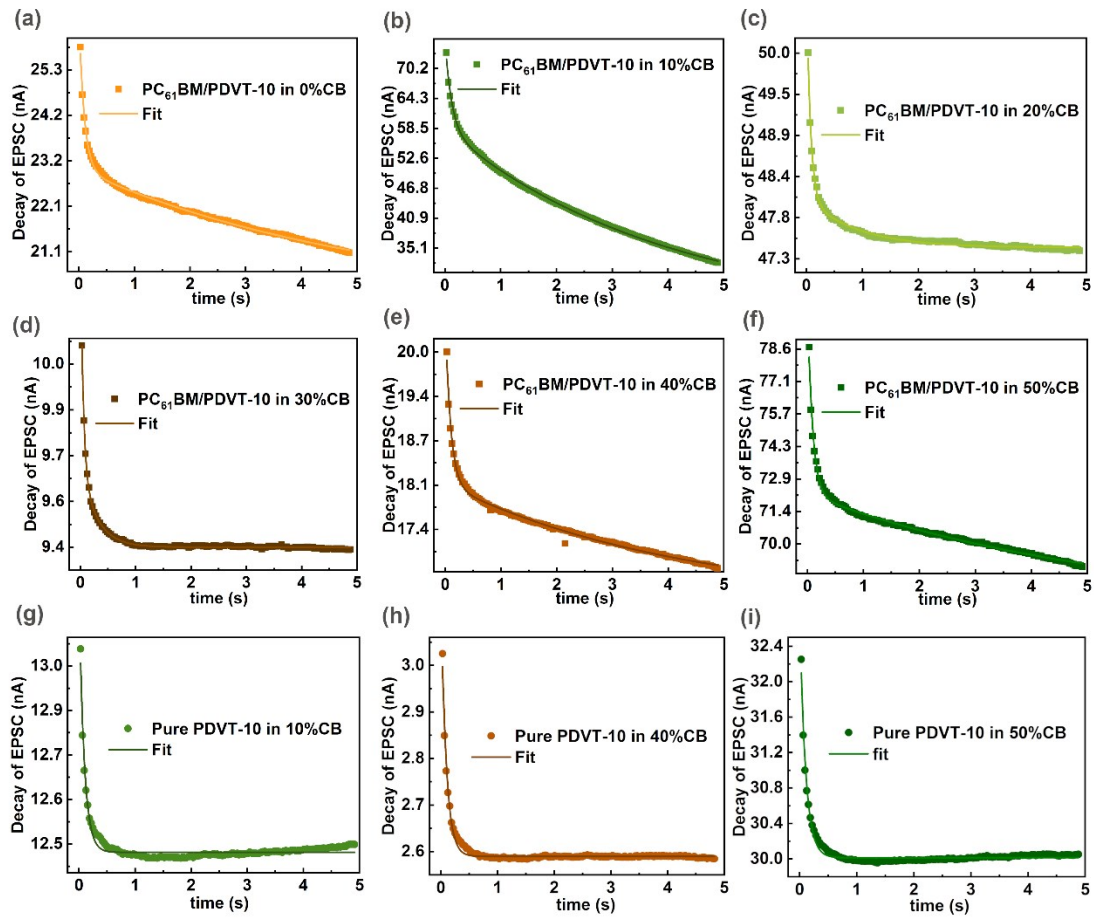 (a)
25.3
24.2
23.2
22.1
21.1
Decay of EPSC (nA)
PC₆₁BM/PDVT-10 in 0%CB
Fit
0 1 2 3 4 5
time (s)
(b)
70.2
64.3
58.5
52.6
46.8
40.9
35.1
Decay of EPSC (nA)
PC₆₁BM/PDVT-10 in 10%CB
Fit
0 1 2 3 4 5
time (s)
(c)
50.0
49.5
48.9
48.4
47.8
47.3
Decay of EPSC (nA)
PC₆₁BM/PDVT-10 in 20%CB
Fit
0 1 2 3 4 5
time (s)
(d)
10.0
9.9
9.7
9.6
9.4
Decay of EPSC (nA)
PC₆₁BM/PDVT-10 in 30%CB
Fit
0 1 2 3 4 5
time (s)
(e)
20.0
19.4
18.7
18.1
17.4
Decay of EPSC (nA)
PC₆₁BM/PDVT-10 in 40%CB
Fit
0 1 2 3 4 5
time (s)
(f)
78.6
77.1
75.7
74.3
72.9
71.4
70.0
Decay of EPSC (nA)
PC₆₁BM/PDVT-10 in 50%CB
Fit
0 1 2 3 4 5
time (s)
(g)
13.0
12.9
12.7
12.6
12.5
Decay of EPSC (nA)
Pure PDVT-10 in 10%CB
Fit
0 1 2 3 4 5
time (s)
(h)
3.0
2.9
2.8
2.7
2.6
Decay of EPSC (nA)
Pure PDVT-10 in 40%CB
Fit
0 1 2 3 4 5
time (s)
(i)
32.4
31.8
31.2
30.6
30.0
Decay of EPSC (nA)
Pure PDVT-10 in 50%CB
fit
0 1 2 3 4 5
time (s)